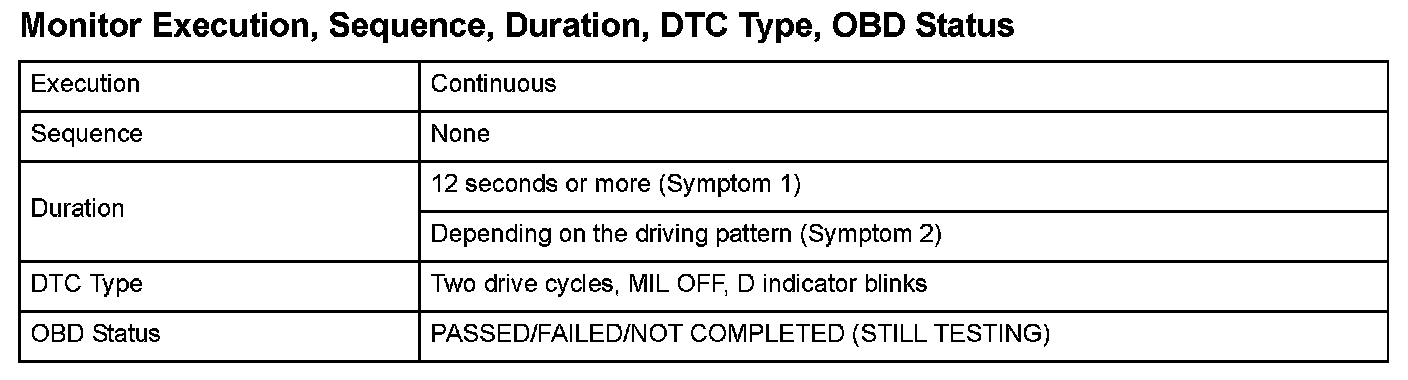 Monitor Execution, Sequence, Duration, DTC Type, OBD Status
Execution Continuous
Sequence None
Duration 12 seconds or more (Symptom 1)
Depending on the driving pattern (Symptom 2)
DTC Type Two drive cycles, MIL OFF, D indicator blinks
OBD Status PASSED/FAILED/NOT COMPLETED (STILL TESTING)